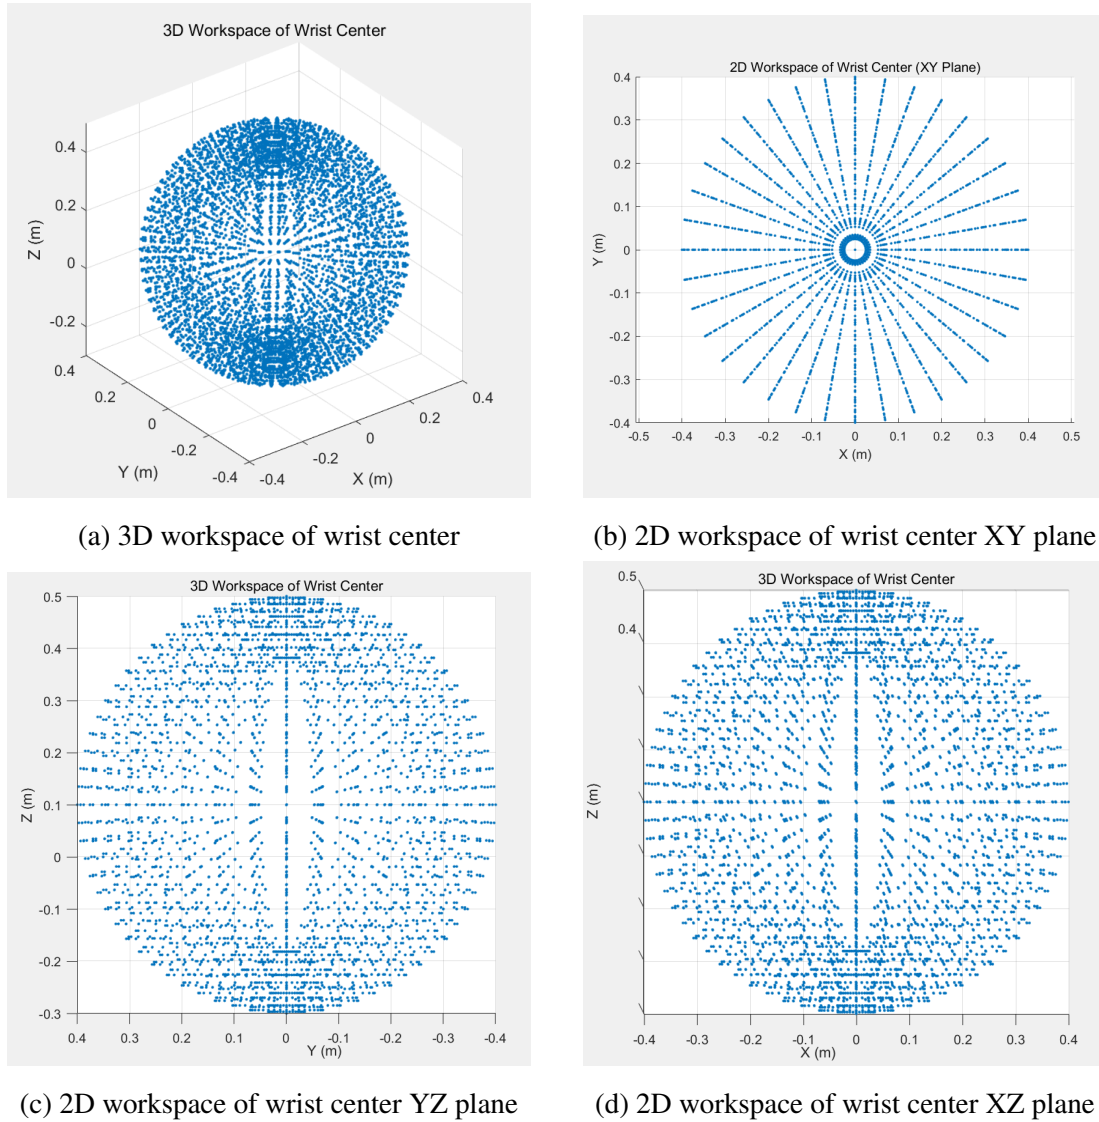 3D Workspace of Wrist Center
0.4
0.2
0
-0.2
Z (m)
0.4
0.2
0
-0.2
-0.4
Y (m)
-0.4
-0.2
0
0.2
0.4
X (m)
(a) 3D workspace of wrist center
2D Workspace of Wrist Center (XY Plane)
0.4
0.3
0.2
0.1
0
-0.1
-0.2
-0.3
-0.4
Y (m)
-0.5 -0.4 -0.3 -0.2 -0.1 0 0.1 0.2 0.3 0.4 0.5
X (m)
(b) 2D workspace of wrist center XY plane
3D Workspace of Wrist Center
0.5
0.4
0.3
0.2
0.1
0
-0.1
-0.2
-0.3
Z (m)
0.4 0.3 0.2 0.1 0 -0.1 -0.2 -0.3 -0.4
Y (m)
(c) 2D workspace of wrist center YZ plane
3D Workspace of Wrist Center
0.5
0.4
Z (m)
-0.4 -0.3 -0.2 -0.1 0 0.1 0.2 0.3 0.4
X (m)
(d) 2D workspace of wrist center XZ plane